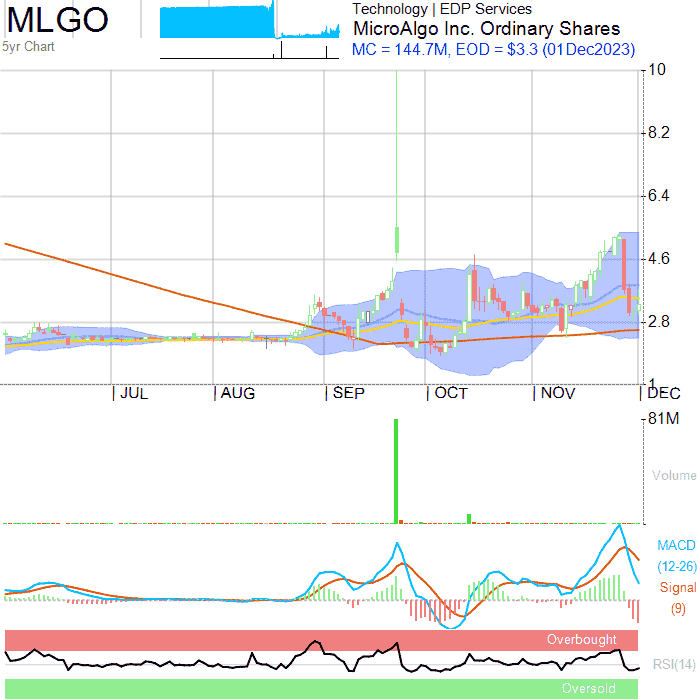 MLGO
5yr Chart
Technology | EDP Services
MicroAlgo Inc. Ordinary Shares
MC = 144.7M, EOD = $3.3 (01Dec2023)
10
8.2
6.4
4.6
2.8
1
JUL
AUG
SEP
OCT
NOV
DEC
81M
Volume
MACD
(12-26)
Signal
(9)
Overbought
RSI(14)
Oversold